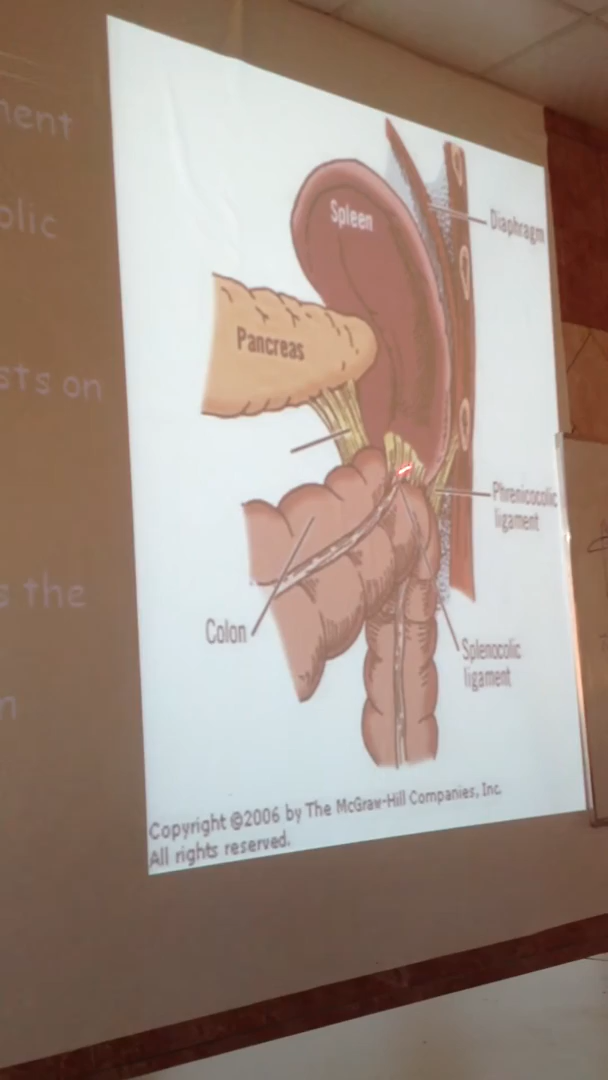 nent
olic
sts on
s the
n
Spleen
Diaphragm
Pancreas
Phrenicocolic
ligament
Colon
Splenocolic
ligament
Copyright ©2006 by The McGraw-Hill Companies, Inc.
All rights reserved.